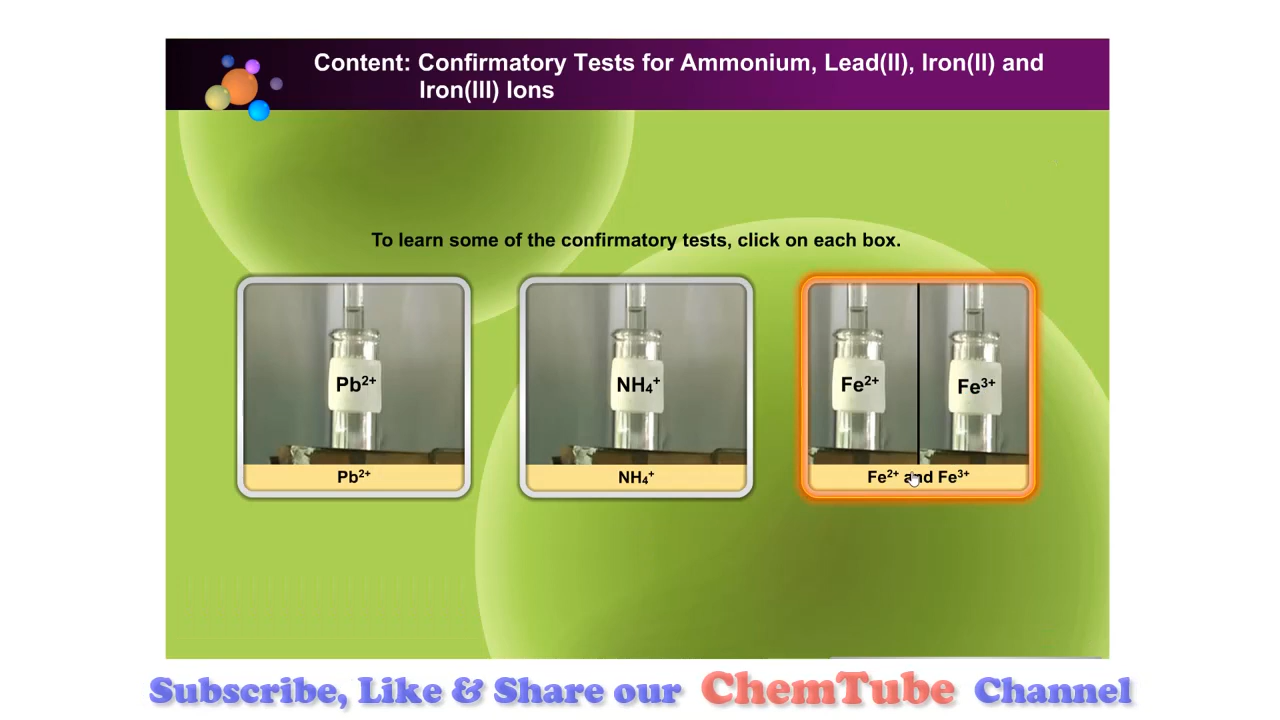 Content: Confirmatory Tests for Ammonium, Lead(II), Iron(II) and
Iron(III) Ions
To learn some of the confirmatory tests, click on each box.
Pb²⁺
NH₄⁺
Fe²⁺
Fe³⁺
Pb²⁺
NH₄⁺
Fe²⁺ and Fe³⁺
Subscribe, Like & Share our ChemTube Channel